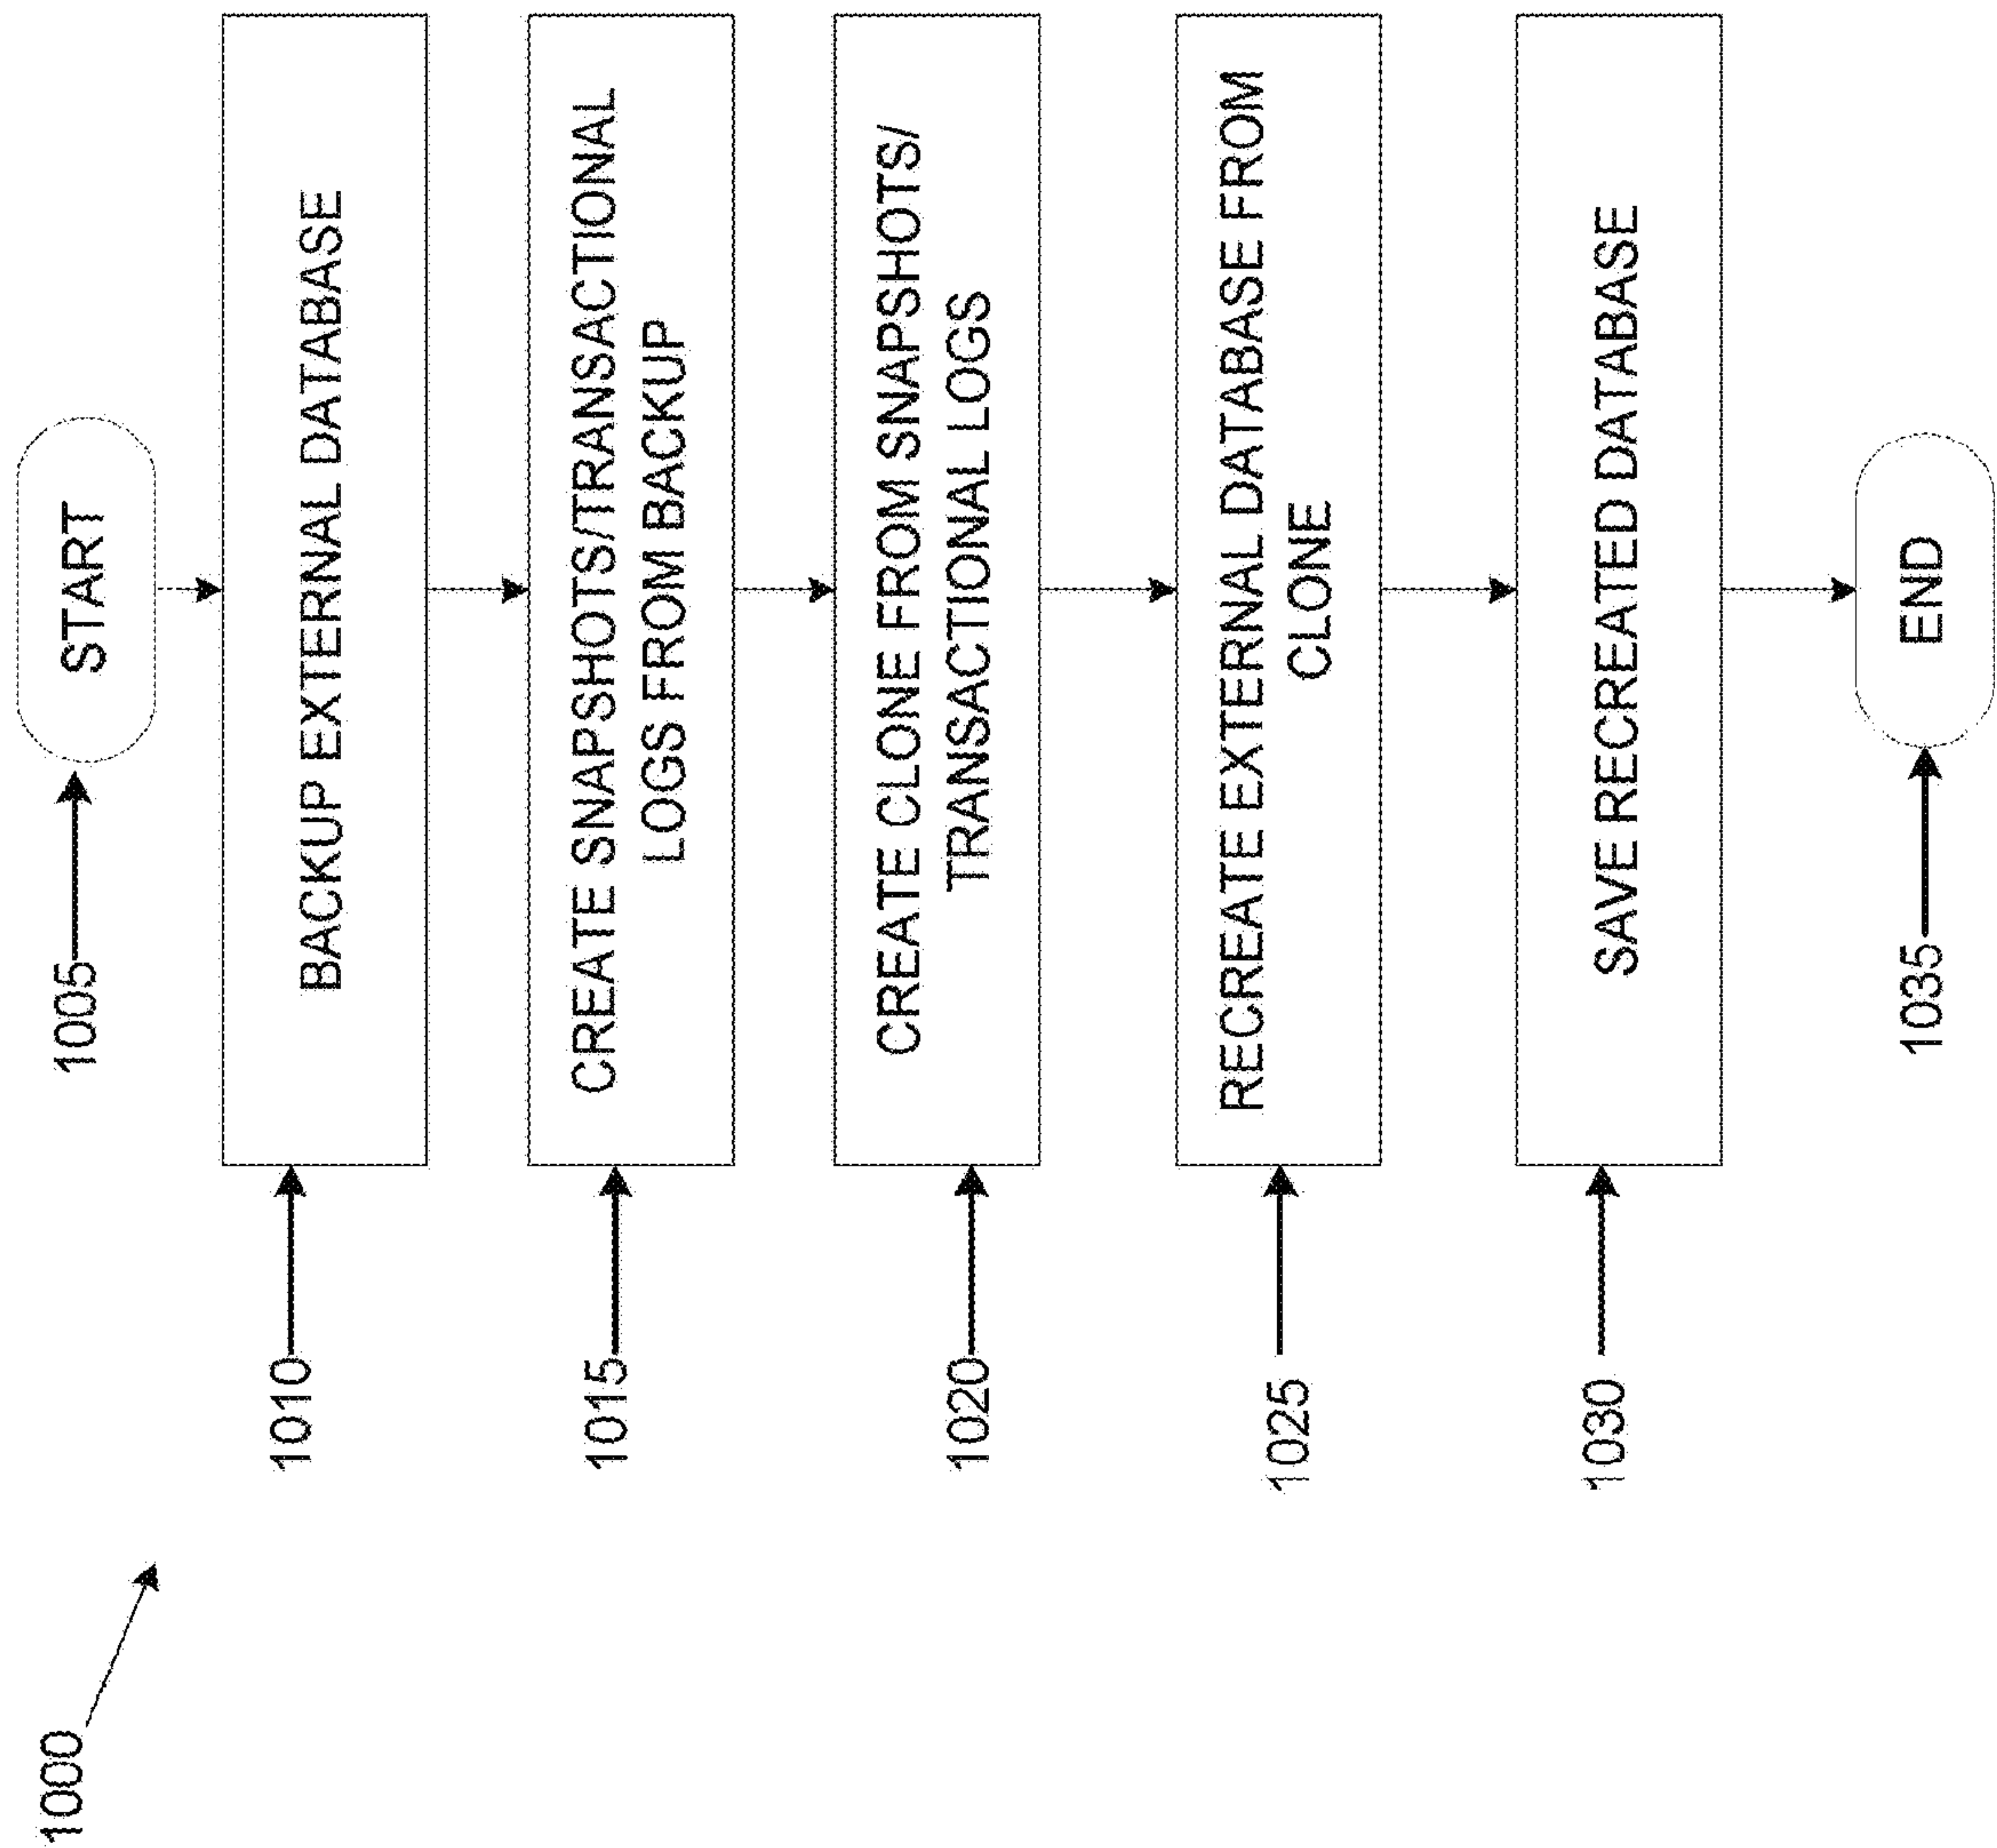 1000
1005
START
1010
BACKUP EXTERNAL DATABASE
1015
CREATE SNAPSHOTS/TRANSACTIONAL
LOGS FROM BACKUP
1020
CREATE CLONE FROM SNAPSHOTS/
TRANSACTIONAL LOGS
1025
RECREATE EXTERNAL DATABASE FROM
CLONE
1030
SAVE RECREATED DATABASE
1035
END